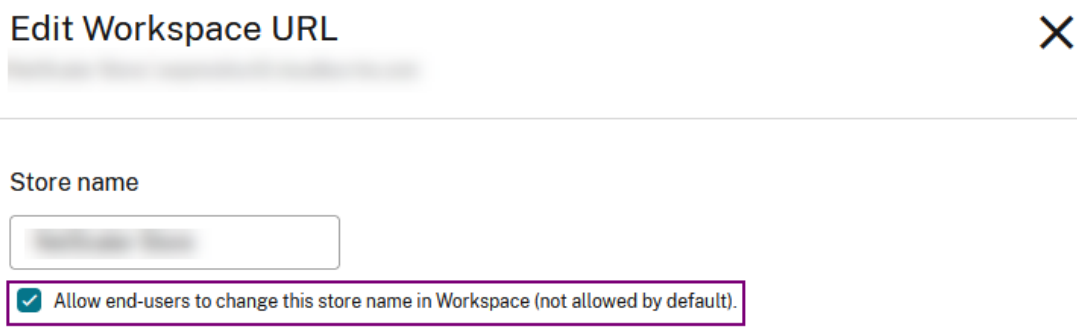 Edit Workspace URL
Store name
Allow end-users to change this store name in Workspace (not allowed by default).